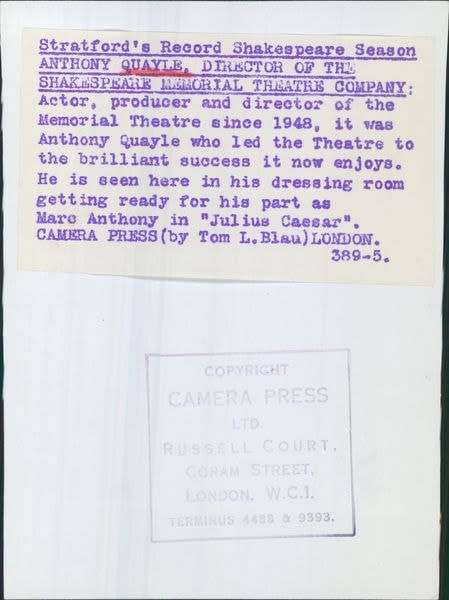 Stratford's Record Shakespeare Season
ANTHONY QUAYLE, DIRECTOR OF THE
SHAKESPEARE MEMORIAL THEATRE COMPANY:
Actor, producer and director of the
Memorial Theatre since 1948, it was
Anthony Quayle who led the Theatre to
the brilliant success it now enjoys.
He is seen here in his dressing room
getting ready for his part as
Marc Anthony in "Julius Caesar".
CAMERA PRESS(by Tom L.Blau)LONDON.
389-5.
COPYRIGHT
CAMERA PRESS
LTD.
RUSSELL COURT,
CORAM STREET,
LONDON, W.C.1.
TERMINUS 4488 & 9393.